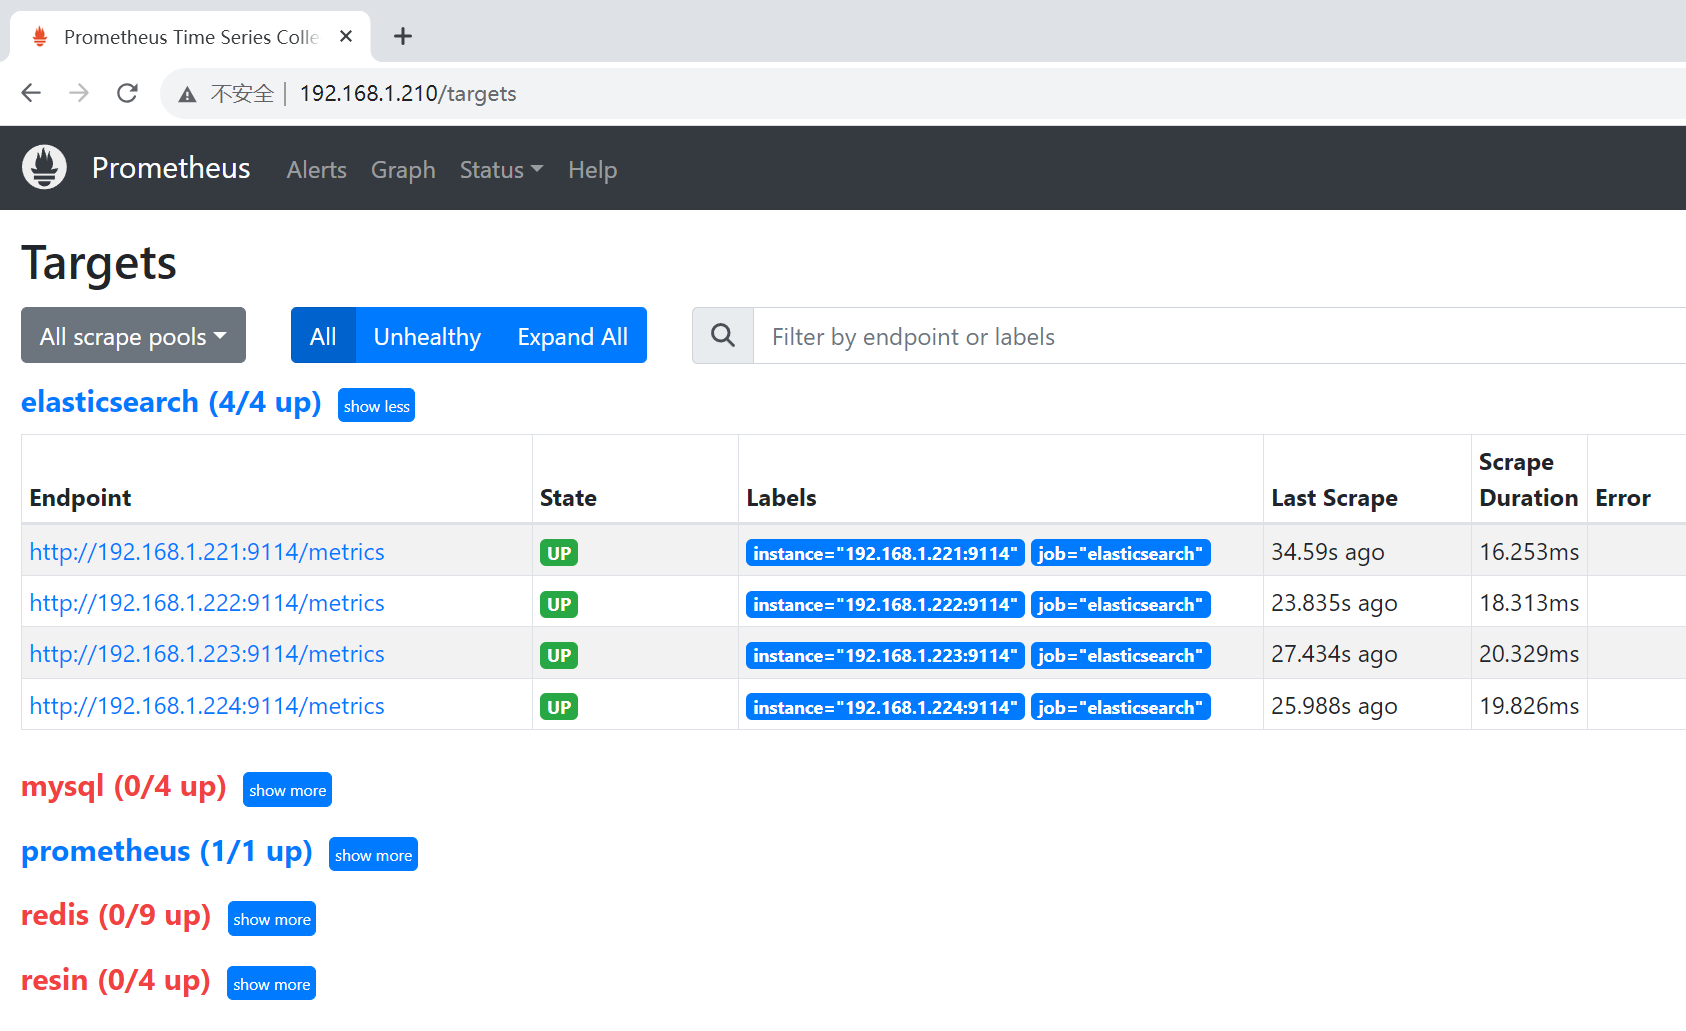 Prometheus Time Series Colle
不安全 192.168.1.210/targets
Prometheus Alerts Graph Status Help
Targets
All scrape pools All Unhealthy Expand All Filter by endpoint or labels
elasticsearch (4/4 up) show less
Endpoint State Labels Last Scrape Scrape Duration Error
http://192.168.1.221:9114/metrics UP instance="192.168.1.221:9114" job="elasticsearch" 34.59s ago 16.253ms
http://192.168.1.222:9114/metrics UP instance="192.168.1.222:9114" job="elasticsearch" 23.835s ago 18.313ms
http://192.168.1.223:9114/metrics UP instance="192.168.1.223:9114" job="elasticsearch" 27.434s ago 20.329ms
http://192.168.1.224:9114/metrics UP instance="192.168.1.224:9114" job="elasticsearch" 25.988s ago 19.826ms
mysql (0/4 up) show more
prometheus (1/1 up) show more
redis (0/9 up) show more
resin (0/4 up) show more